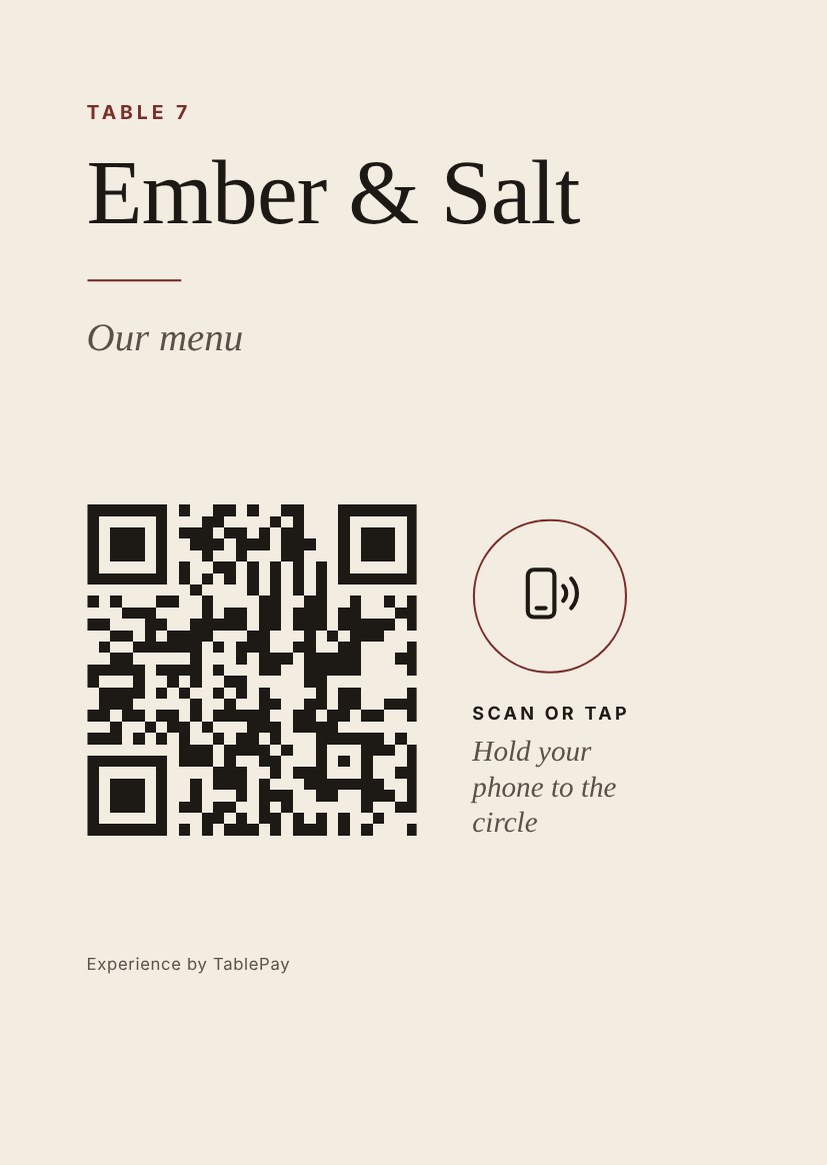 TABLE 7
Ember & Salt
Our menu
SCAN OR TAP
Hold your
phone to the
circle
Experience by TablePay